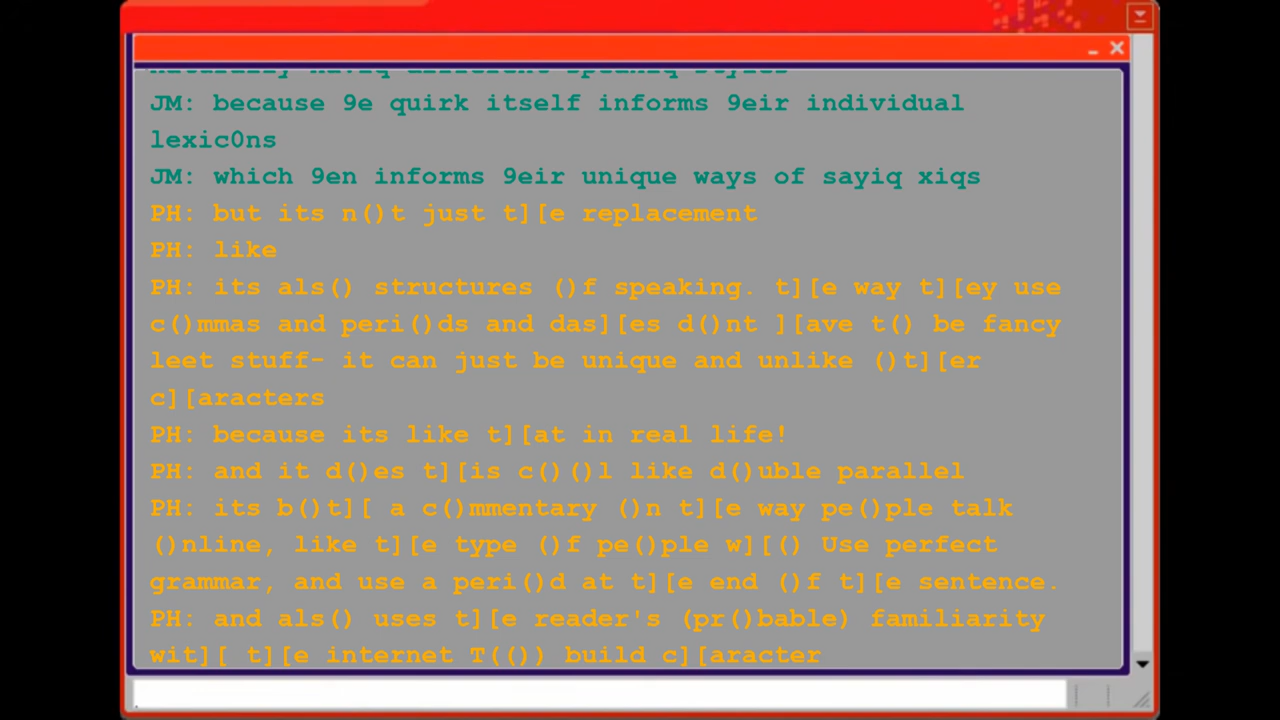 JM: because 9e quirk itself informs 9eir individual
lexic0ns
JM: which 9en informs 9eir unique ways of sayiq xiqs
PH: but its n()t just t][e replacement
PH: like
PH: its als() structures ()f speaking. t][e way t][ey use
c()mmas and peri()ds and das][es d()nt ][ave t() be fancy
leet stuff- it can just be unique and unlike ()t][er
c][aracters
PH: because its like t][at in real life!
PH: and it d()es t][is c()()l like d()uble parallel
PH: its b()t][ a c()mmentary ()n t][e way pe()ple talk
()nline, like t][e type ()f pe()ple w][() Use perfect
grammar, and use a peri()d at t][e end ()f t][e sentence.
PH: and als() uses t][e reader's (pr()bable) familiarity
wit][ t][e internet T(()) build c][aracter